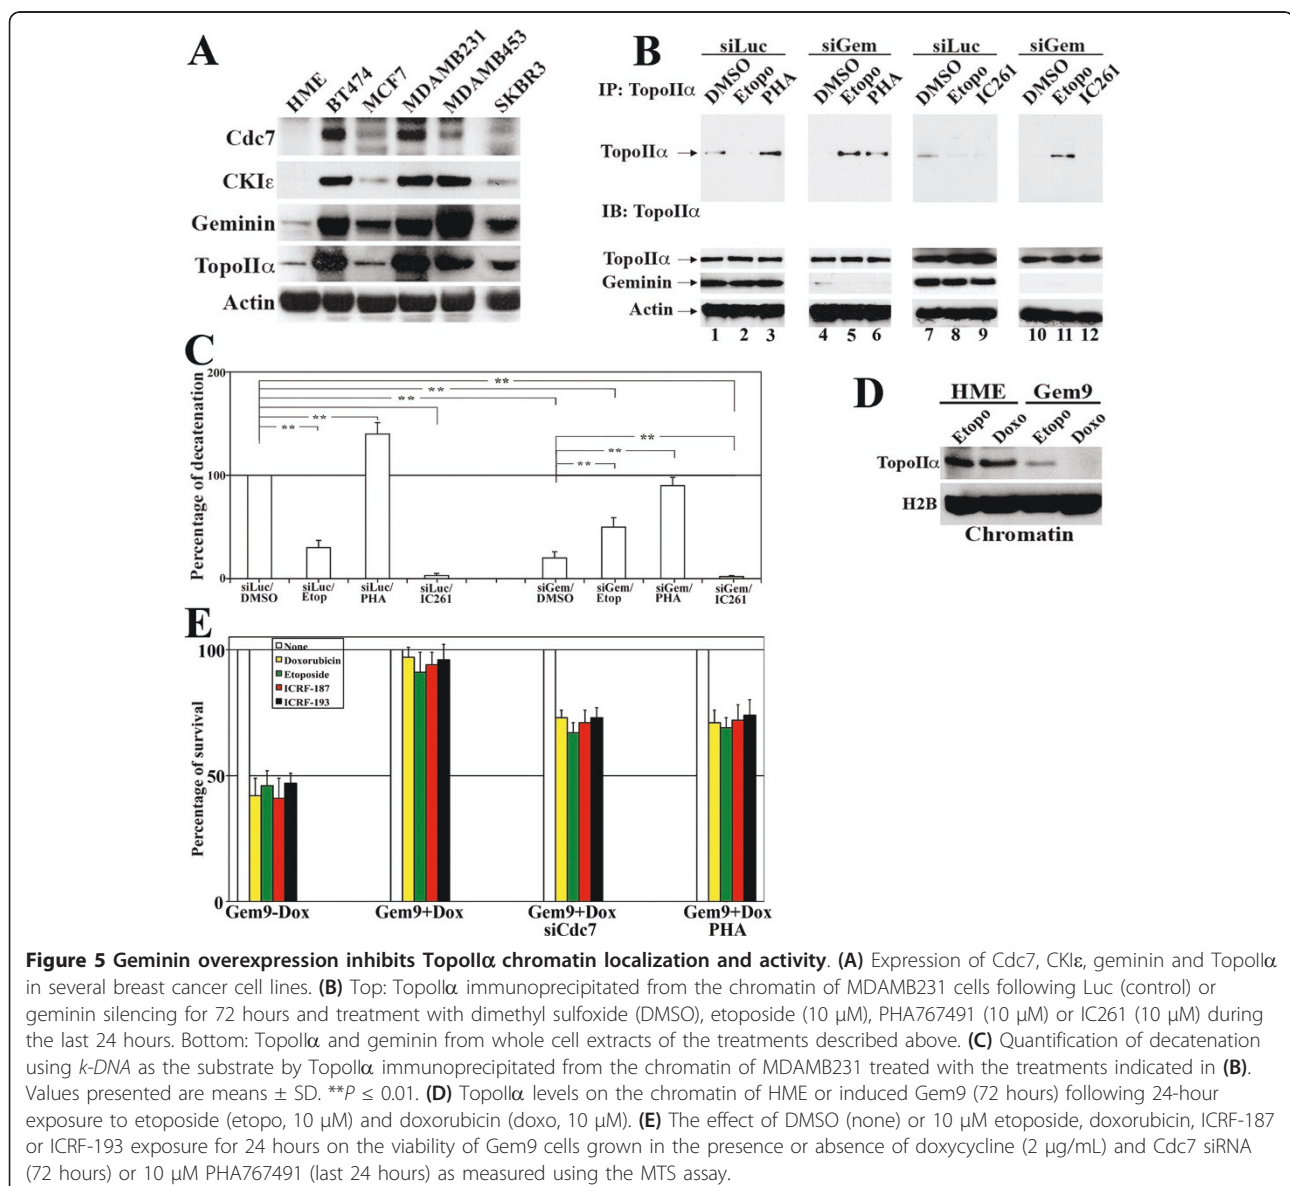 A
HME BT474 MCF7 MDAMB231 MDAMB453 SKBR3
Cdc7
CKIε
Geminin
TopoIIα
Actin
B
siLuc siGem siLuc siGem
DMSO Etopo PHA DMSO Etopo PHA DMSO Etopo IC261 DMSO Etopo IC261
IP: TopoIIα
TopoIIα
IB: TopoIIα
TopoIIα
Geminin
Actin
1 2 3 4 5 6 7 8 9 10 11 12
C
Percentage of decatenation
200
100
0
** ** ** ** ** ** ** **
siLuc/ siLuc/ siLuc/ siLuc/ siGem/ siGem/ siGem/ siGem/
DMSO Etop PHA IC261 DMSO Etop PHA IC261
D
HME Gem9
Etopo Doxo Etopo Doxo
TopoIIα
H2B
Chromatin
E
Percentage of survival
100
50
0
None
Doxorubicin
Etoposide
ICRF-187
ICRF-193
Gem9-Dox Gem9+Dox Gem9+Dox Gem9+Dox
siCdc7 PHA
Figure 5 Geminin overexpression inhibits TopoIIα chromatin localization and activity. (A) Expression of Cdc7, CKIε, geminin and TopoIIα
in several breast cancer cell lines. (B) Top: TopoIIα immunoprecipitated from the chromatin of MDAMB231 cells following Luc (control) or
geminin silencing for 72 hours and treatment with dimethyl sulfoxide (DMSO), etoposide (10 μM), PHA767491 (10 μM) or IC261 (10 μM) during
the last 24 hours. Bottom: TopoIIα and geminin from whole cell extracts of the treatments described above. (C) Quantification of decatenation
using k-DNA as the substrate by TopoIIα immunoprecipitated from the chromatin of MDAMB231 treated with the treatments indicated in (B).
Values presented are means ± SD. **P ≤ 0.01. (D) TopoIIα levels on the chromatin of HME or induced Gem9 (72 hours) following 24-hour
exposure to etoposide (etopo, 10 μM) and doxorubicin (doxo, 10 μM). (E) The effect of DMSO (none) or 10 μM etoposide, doxorubicin, ICRF-187
or ICRF-193 exposure for 24 hours on the viability of Gem9 cells grown in the presence or absence of doxycycline (2 μg/mL) and Cdc7 siRNA
(72 hours) or 10 μM PHA767491 (last 24 hours) as measured using the MTS assay.